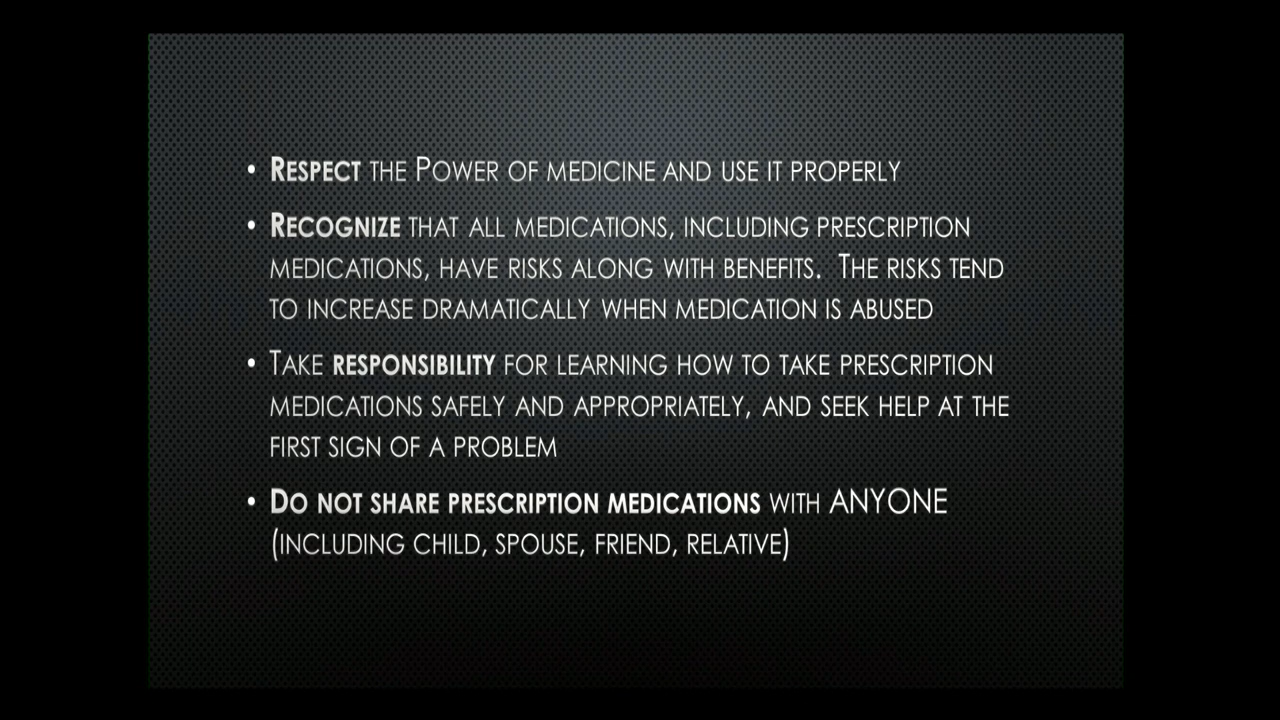 • Respect the Power of medicine and use it properly
• Recognize that all medications, including prescription
medications, have risks along with benefits. The risks tend
to increase dramatically when medication is abused
• Take responsibility for learning how to take prescription
medications safely and appropriately, and seek help at the
first sign of a problem
• Do not share prescription medications with ANYONE
(including child, spouse, friend, relative)